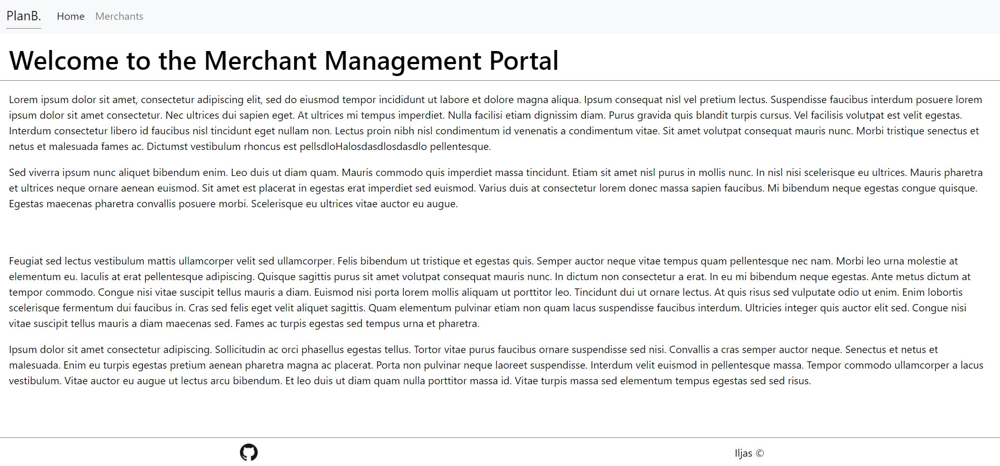 PlanB. Home Merchants
Welcome to the Merchant Management Portal
Lorem ipsum dolor sit amet, consectetur adipiscing elit, sed do eiusmod tempor incididunt ut labore et dolore magna aliqua. Ipsum consequat nisl vel pretium lectus. Suspendisse faucibus interdum posuere lorem
ipsum dolor sit amet consectetur. Nec ultrices dui sapien eget. At ultrices mi tempus imperdiet. Nulla facilisi etiam dignissim diam. Purus gravida quis blandit turpis cursus. Vel facilisis volutpat est velit egestas.
Interdum consectetur libero id faucibus nisl tincidunt eget nullam non. Lectus proin nibh nisl condimentum id venenatis a condimentum vitae. Sit amet volutpat consequat mauris nunc. Morbi tristique senectus et
netus et malesuada fames ac. Dictumst vestibulum rhoncus est pellsdloHalosdasdlosdasdlo pellentesque.
Sed viverra ipsum nunc aliquet bibendum enim. Leo duis ut diam quam. Mauris commodo quis imperdiet massa tincidunt. Etiam sit amet nisl purus in mollis nunc. In nisl nisi scelerisque eu ultrices. Mauris pharetra
et ultrices neque ornare aenean euismod. Sit amet est placerat in egestas erat imperdiet sed euismod. Varius duis at consectetur lorem donec massa sapien faucibus. Mi bibendum neque egestas congue quisque.
Egestas maecenas pharetra convallis posuere morbi. Scelerisque eu ultrices vitae auctor eu augue.
Feugiat sed lectus vestibulum mattis ullamcorper velit sed ullamcorper. Felis bibendum ut tristique et egestas quis. Semper auctor neque vitae tempus quam pellentesque nec nam. Morbi leo urna molestie at
elementum eu. Iaculis at erat pellentesque adipiscing. Quisque sagittis purus sit amet volutpat consequat mauris nunc. In dictum non consectetur a erat. In eu mi bibendum neque egestas. Ante metus dictum at
tempor commodo. Congue nisi vitae suscipit tellus mauris a diam. Euismod nisi porta lorem mollis aliquam ut porttitor leo. Tincidunt dui ut ornare lectus. At quis risus sed vulputate odio ut enim. Enim lobortis
scelerisque fermentum dui faucibus in. Cras sed felis eget velit aliquet sagittis. Quam elementum pulvinar etiam non quam lacus suspendisse faucibus interdum. Ultricies integer quis auctor elit sed. Congue nisi
vitae suscipit tellus mauris a diam maecenas sed. Fames ac turpis egestas sed tempus urna et pharetra.
Ipsum dolor sit amet consectetur adipiscing. Sollicitudin ac orci phasellus egestas tellus. Tortor vitae purus faucibus ornare suspendisse sed nisi. Convallis a cras semper auctor neque. Senectus et netus et
malesuada. Enim eu turpis egestas pretium aenean pharetra magna ac placerat. Porta non pulvinar neque laoreet suspendisse. Interdum velit euismod in pellentesque massa. Tempor commodo ullamcorper a lacus
vestibulum. Vitae auctor eu augue ut lectus arcu bibendum. Et leo duis ut diam quam nulla porttitor massa id. Vitae turpis massa sed elementum tempus egestas sed sed risus.
Iljas ©